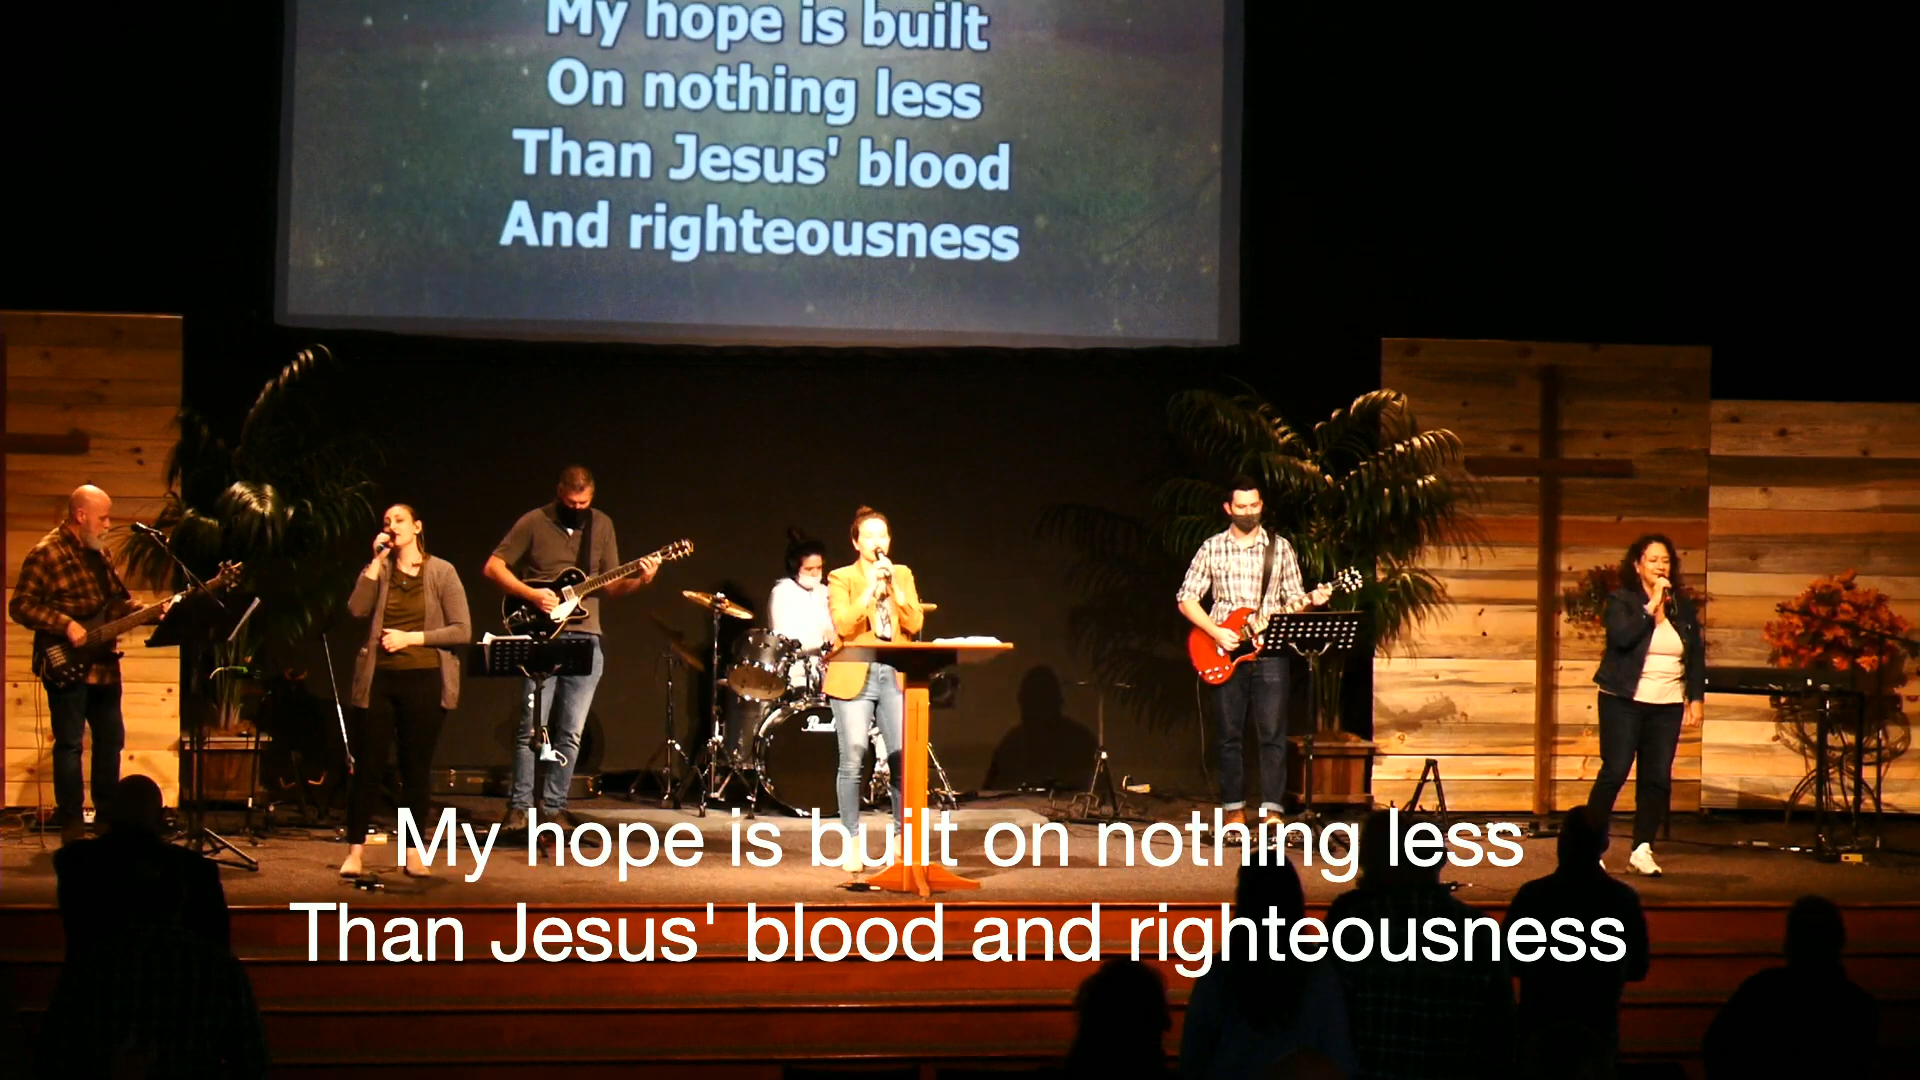 My hope is built
On nothing less
Than Jesus' blood
And righteousness
Pearl
My hope is built on nothing less
Than Jesus' blood and righteousness